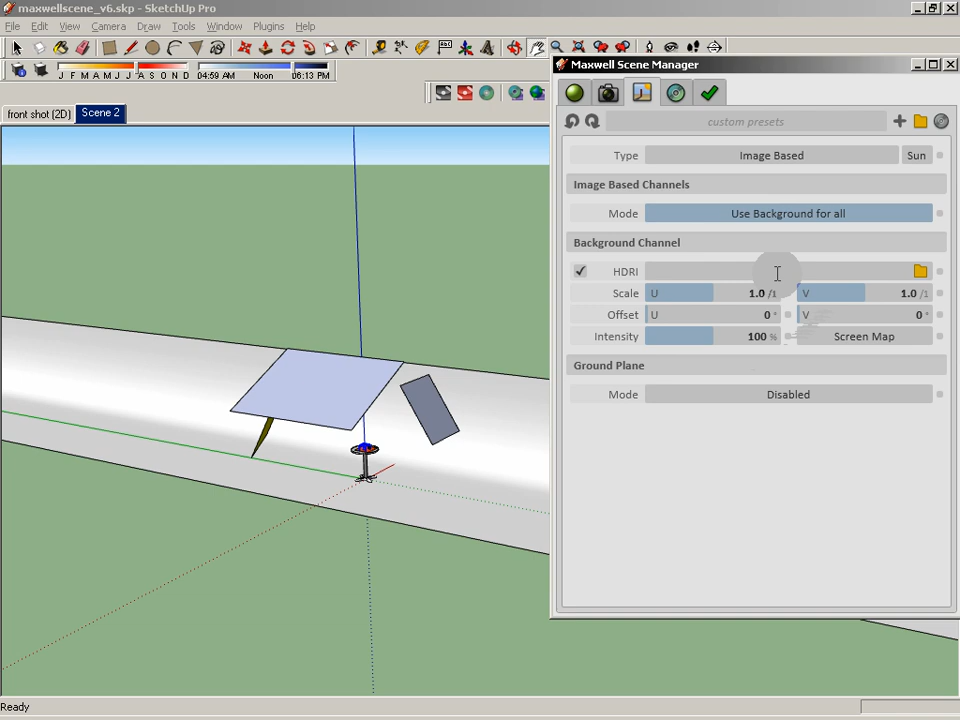 maxwellscene_v6.skp - SketchUp Pro
File Edit View Camera Draw Tools Window Plugins Help
J F M A M J J A S O N D 04:59 AM Noon 06:13 PM
front shot (2D) Scene 2
Maxwell Scene Manager
custom presets
Type Image Based Sun
Image Based Channels
Mode Use Background for all
Background Channel
HDRI
Scale U 1.0 /1 V 1.0 /1
Offset U 0 ° V 0 °
Intensity 100 % Screen Map
Ground Plane
Mode Disabled
Ready